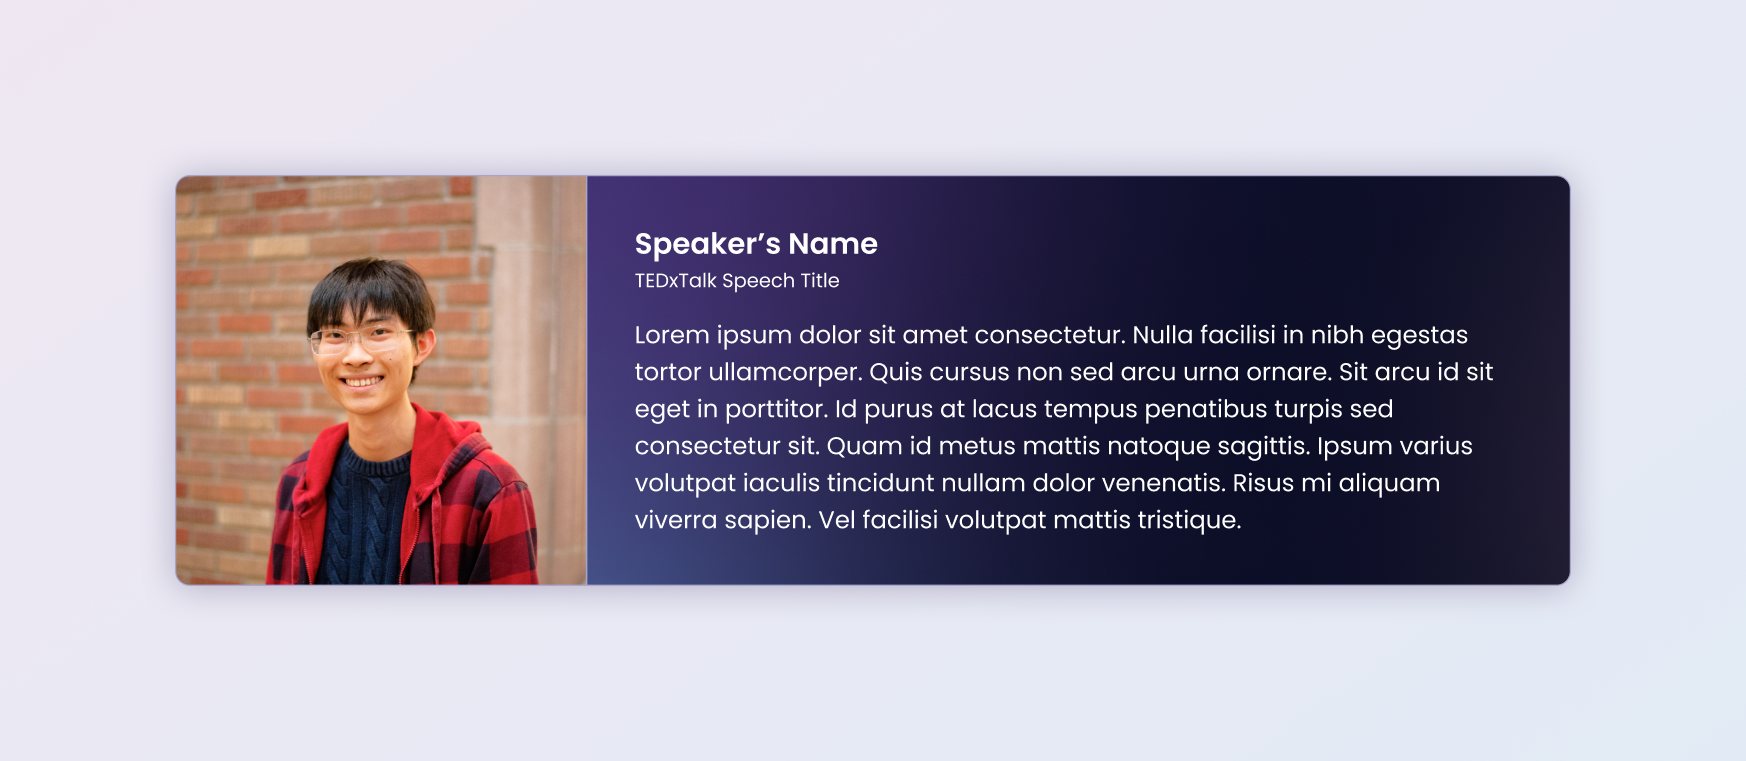 Speaker’s Name
TEDxTalk Speech Title
Lorem ipsum dolor sit amet consectetur. Nulla facilisi in nibh egestas
tortor ullamcorper. Quis cursus non sed arcu urna ornare. Sit arcu id sit
eget in porttitor. Id purus at lacus tempus penatibus turpis sed
consectetur sit. Quam id metus mattis natoque sagittis. Ipsum varius
volutpat iaculis tincidunt nullam dolor venenatis. Risus mi aliquam
viverra sapien. Vel facilisi volutpat mattis tristique.